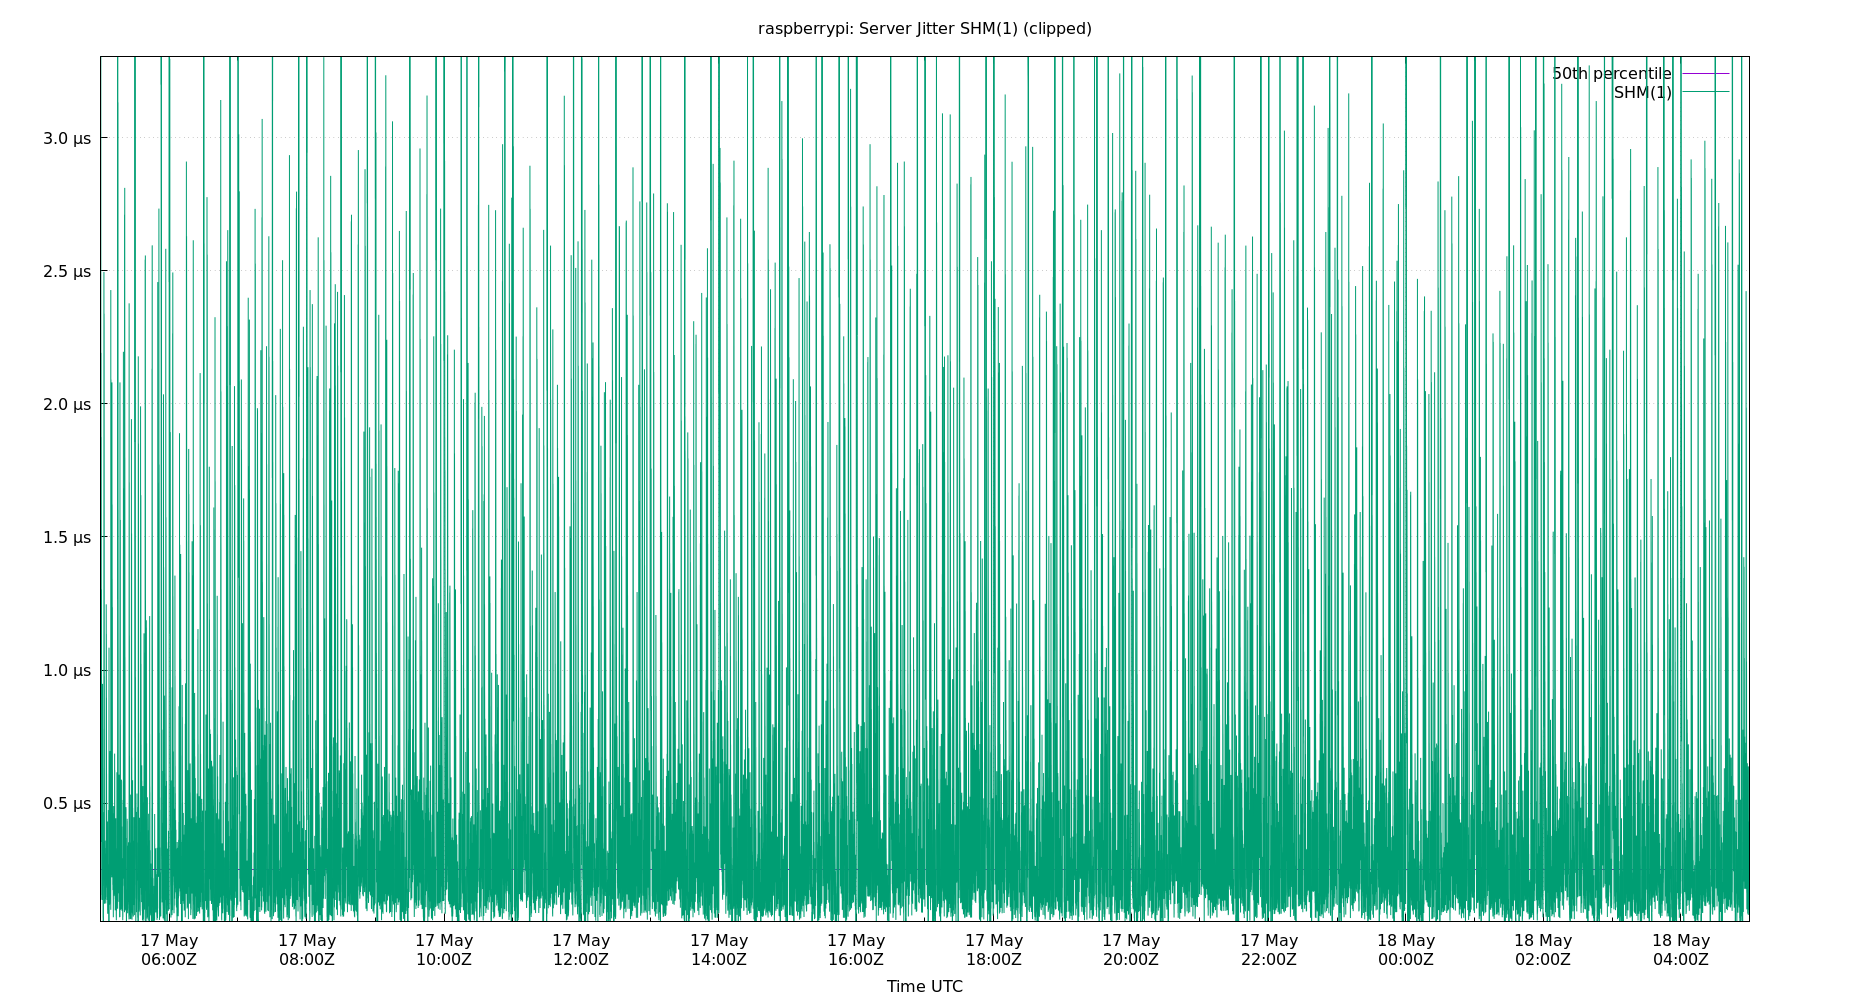 raspberrypi: Server Jitter SHM(1) (clipped)
50th percentile
SHM(1)
3.0 µs
2.5 µs
2.0 µs
1.5 µs
1.0 µs
0.5 µs
17 May 17 May 17 May 17 May 17 May 17 May 17 May 17 May 17 May 18 May 18 May 18 May
06:00Z 08:00Z 10:00Z 12:00Z 14:00Z 16:00Z 18:00Z 20:00Z 22:00Z 00:00Z 02:00Z 04:00Z
Time UTC